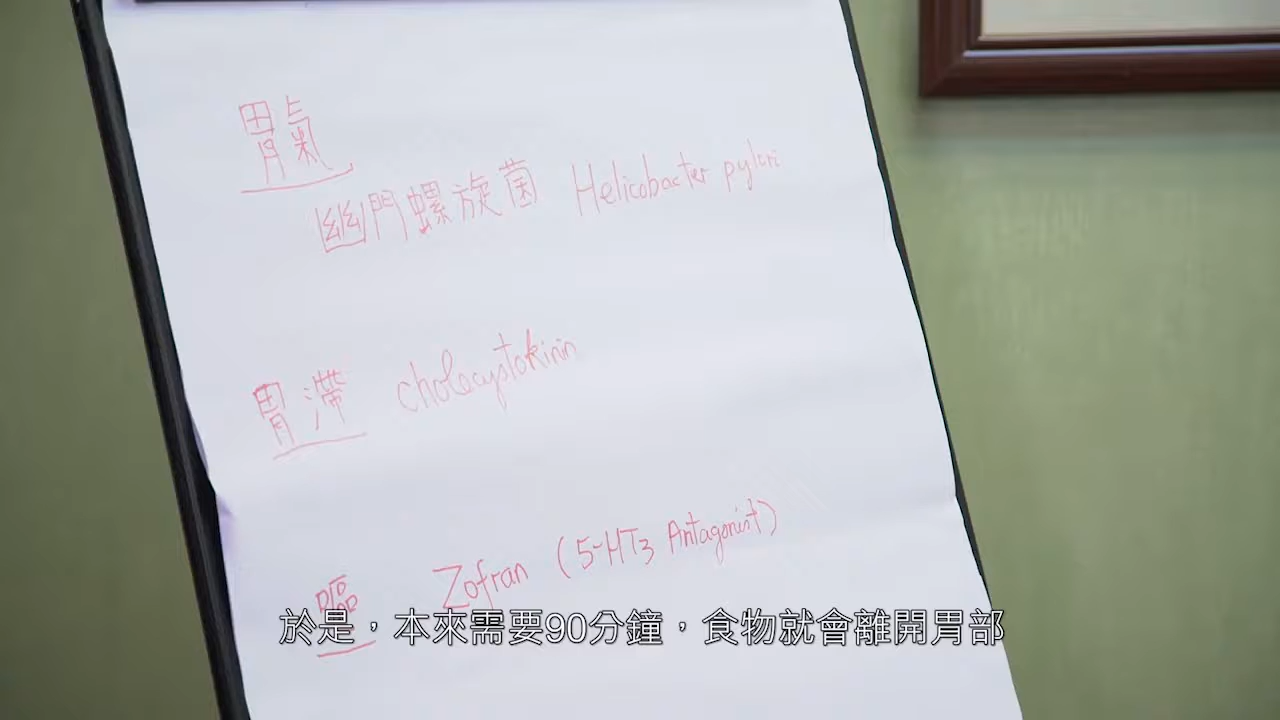 胃氣
幽門螺旋菌 Helicobacter pylori
胃滯 cholecystokinin
嘔 Zofran (5-HT3 Antagonist)
於是，本來需要90分鐘，食物就會離開胃部